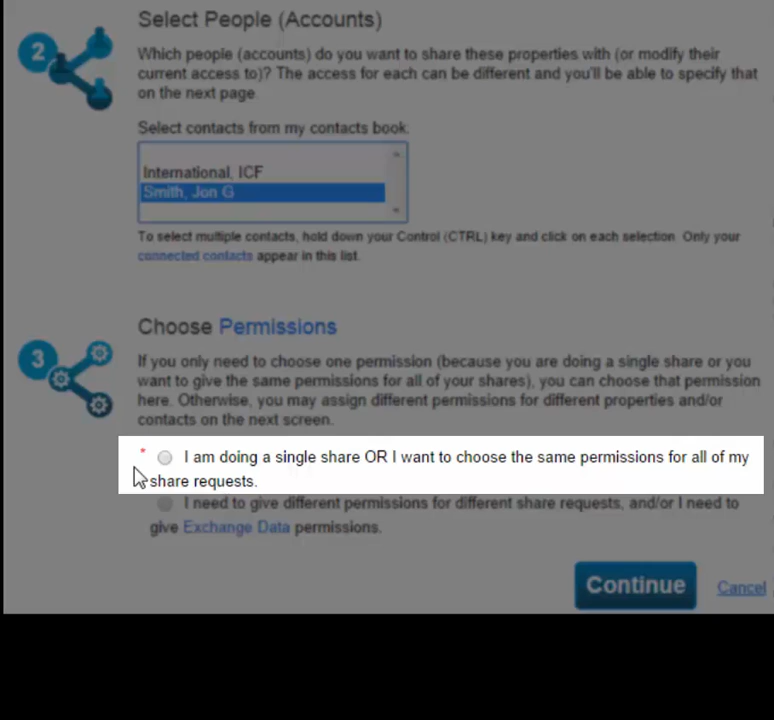 Select People (Accounts)
2
Which people (accounts) do you want to share these properties with (or modify their
current access to)? The access for each can be different and you'll be able to specify that
on the next page
Select contacts from my contacts book:
International, ICF
Smith, Jon G
To select multiple contacts, hold down your Control (CTRL) key and click on each selection. Only your
connected contacts appear in this list.
Choose Permissions
3
If you only need to choose one permission (because you are doing a single share or you
want to give the same permissions for all of your shares), you can choose that permission
here. Otherwise, you may assign different permissions for different properties and/or
contacts on the next screen.
* I am doing a single share OR I want to choose the same permissions for all of my
share requests.
I need to give different permissions for different share requests, and/or I need to
give Exchange Data permissions.
Continue Cancel